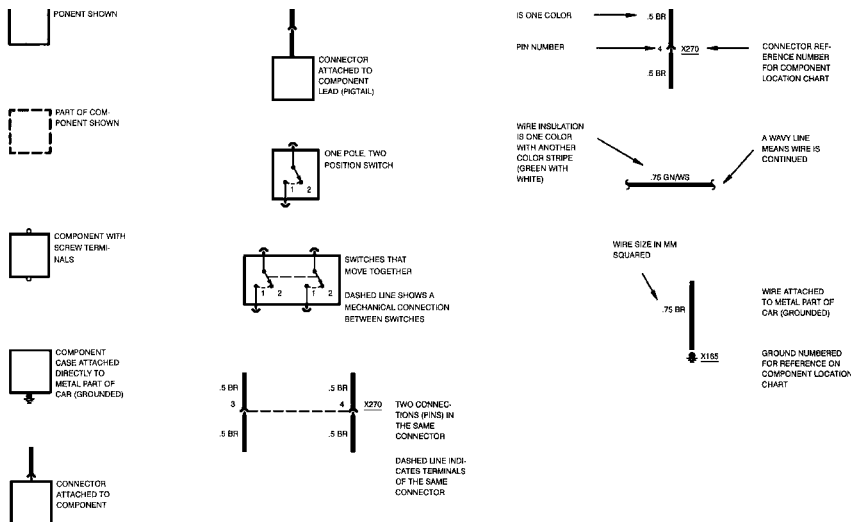 PONENT SHOWN
PART OF COM-
PONENT SHOWN
COMPONENT WITH
SCREW TERMI-
NALS
COMPONENT
CASE ATTACHED
DIRECTLY TO
METAL PART OF
CAR (GROUNDED)
CONNECTOR
ATTACHED TO
COMPONENT
CONNECTOR
ATTACHED TO
COMPONENT
LEAD (PIGTAIL)
ONE POLE, TWO
POSITION SWITCH
1 2
SWITCHES THAT
MOVE TOGETHER
DASHED LINE SHOWS A
MECHANICAL CONNECTION
BETWEEN SWITCHES
1 2 1 2
.5 BR .5 BR
3 4 X270
.5 BR .5 BR
TWO CONNEC-
TIONS (PINS) IN
THE SAME
CONNECTOR
DASHED LINE INDI-
CATES TERMINALS
OF THE SAME
CONNECTOR
IS ONE COLOR .5 BR
PIN NUMBER 4 X270
.5 BR
CONNECTOR REF-
ERENCE NUMBER
FOR COMPONENT
LOCATION CHART
WIRE INSULATION
IS ONE COLOR
WITH ANOTHER
COLOR STRIPE
(GREEN WITH
WHITE)
.75 GN/WS
A WAVY LINE
MEANS WIRE IS
CONTINUED
WIRE SIZE IN MM
SQUARED
.75 BR
WIRE ATTACHED
TO METAL PART OF
CAR (GROUNDED)
X165
GROUND NUMBERED
FOR REFERENCE ON
COMPONENT LOCATION
CHART